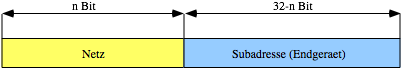 n Bit
32-n Bit
Netz
Subadresse (Endgeraet)